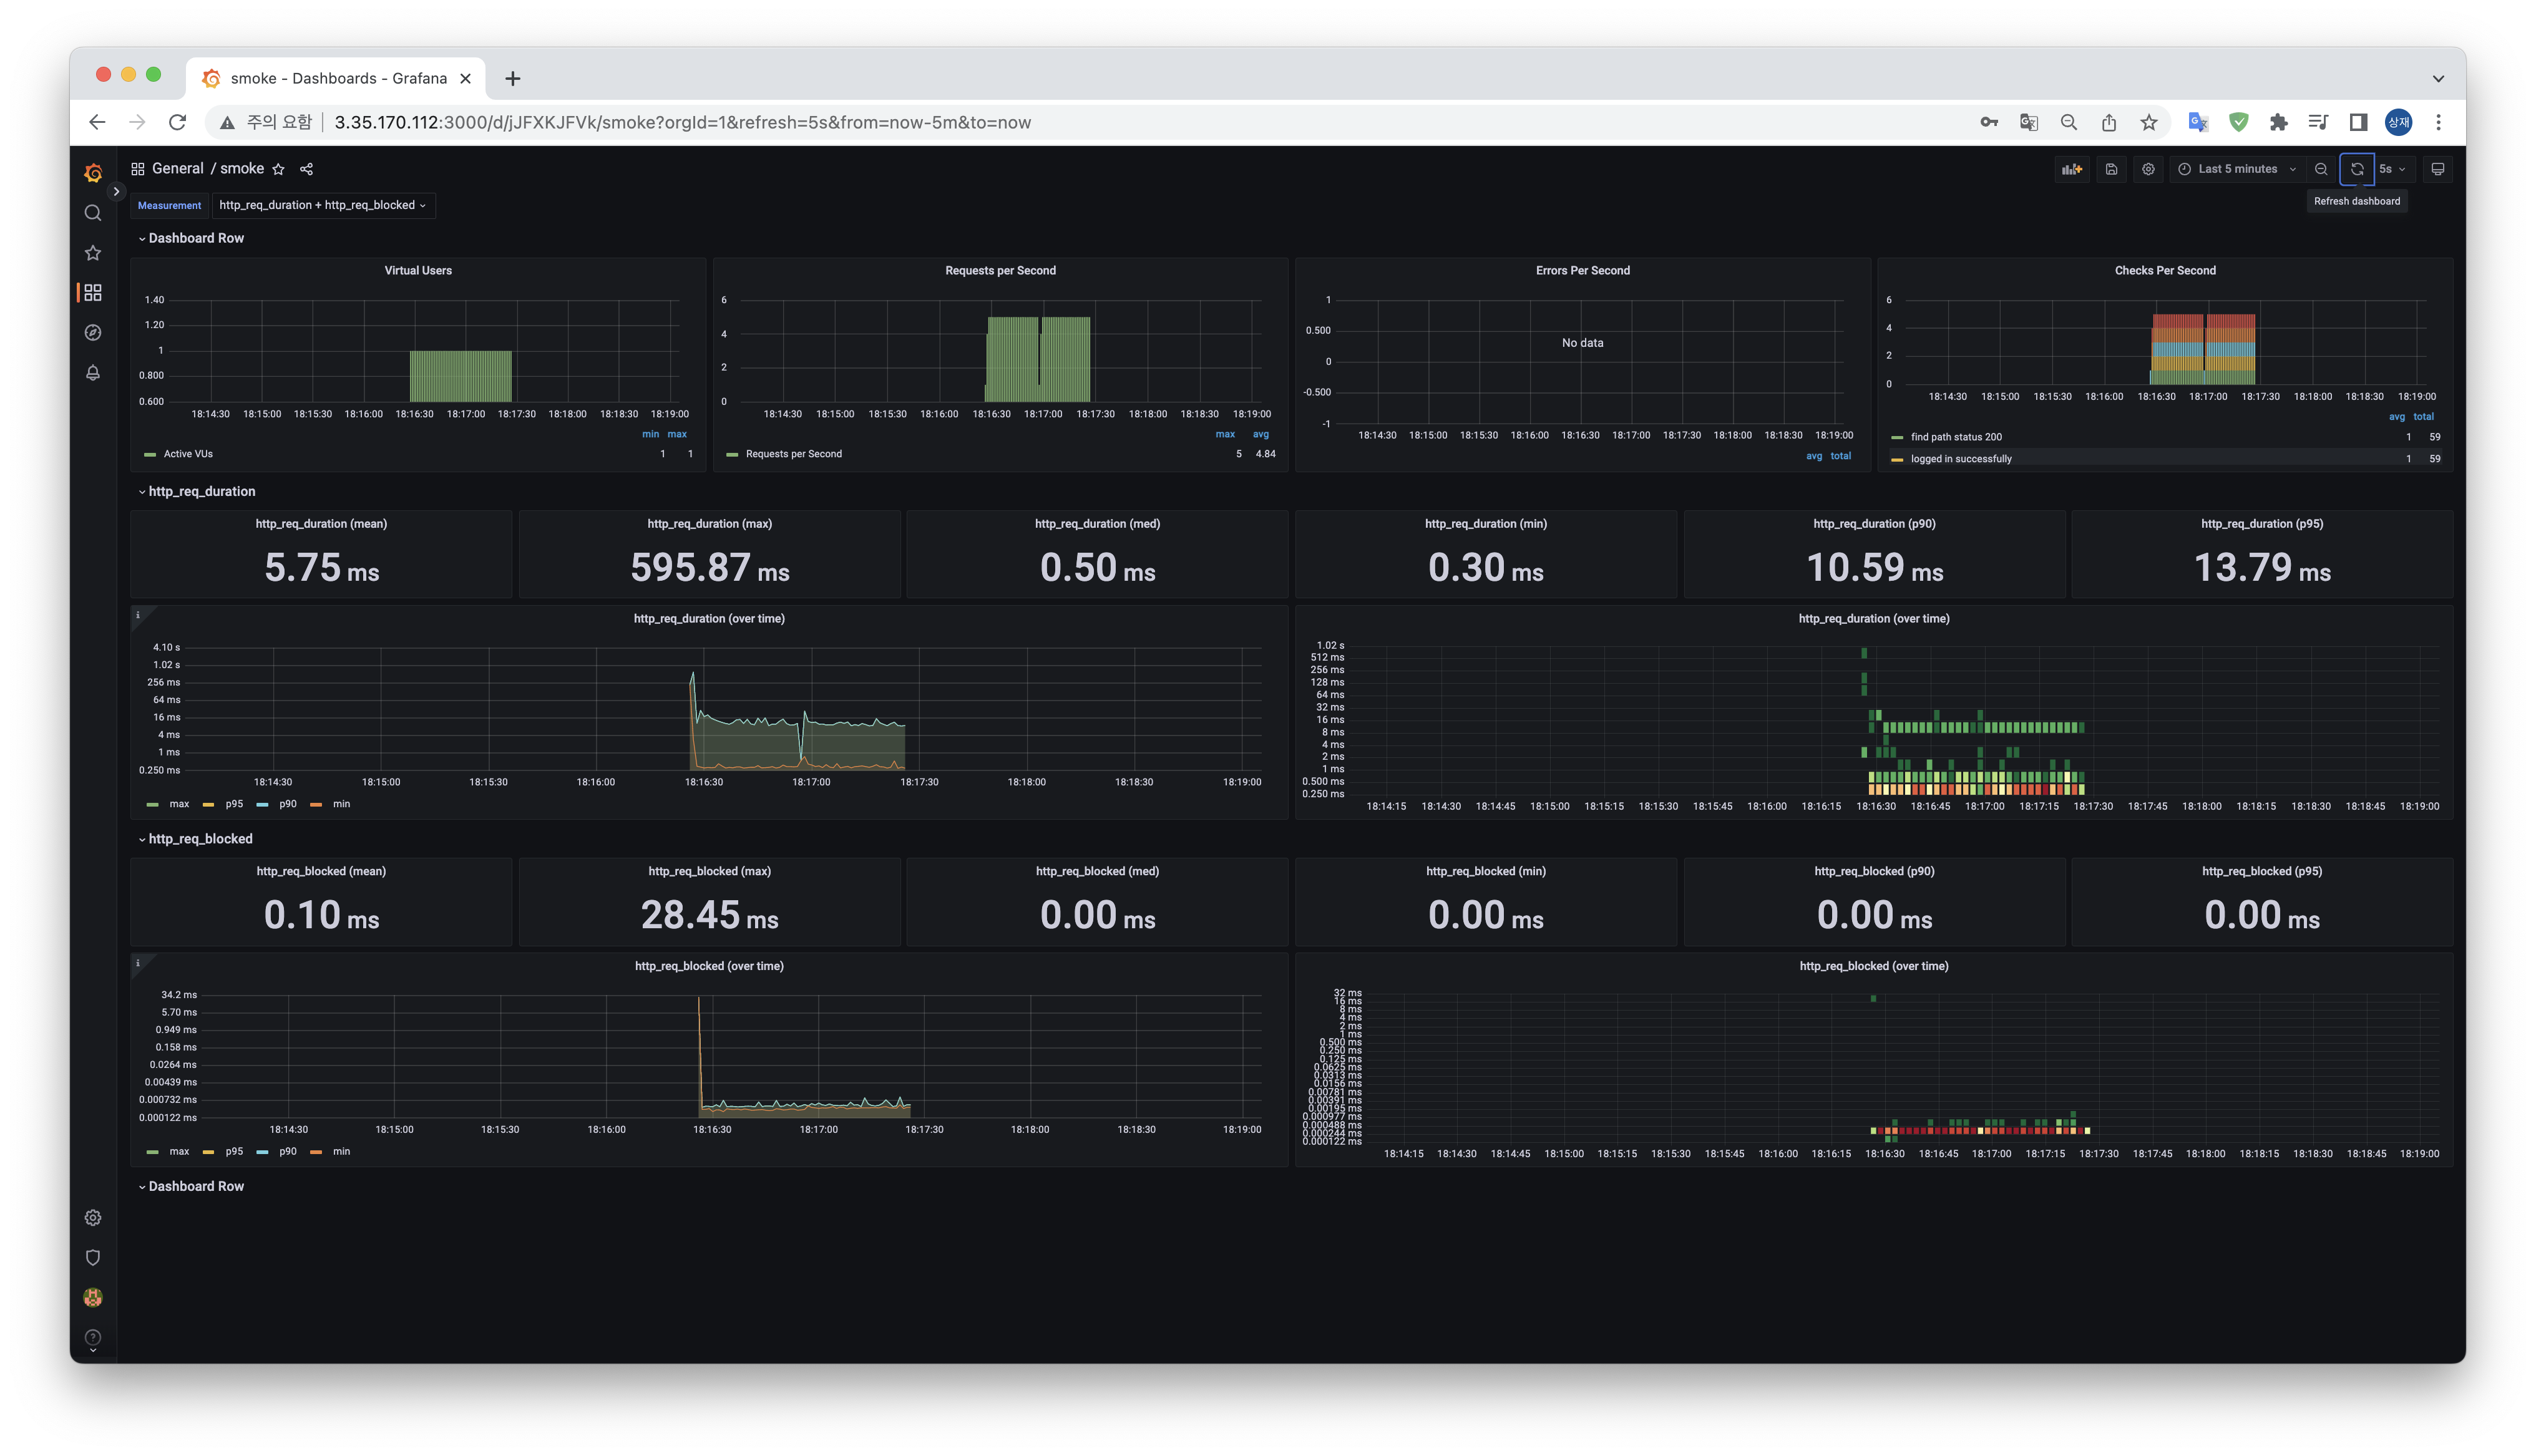 smoke - Dashboards - Grafana
주의 요함 3.35.170.112:3000/d/jJFXKJFVk/smoke?orgId=1&refresh=5s&from=now-5m&to=now
상재
General / smoke
Last 5 minutes
5s
Measurement http_req_duration + http_req_blocked
Refresh dashboard
Dashboard Row
Virtual Users
1.40
1.20
1
0.800
0.600
18:14:30 18:15:00 18:15:30 18:16:00 18:16:30 18:17:00 18:17:30 18:18:00 18:18:30 18:19:00
min max
Active VUs 1 1
Requests per Second
6
4
2
0
18:14:30 18:15:00 18:15:30 18:16:00 18:16:30 18:17:00 18:17:30 18:18:00 18:18:30 18:19:00
max avg
Requests per Second 5 4.84
Errors Per Second
1
0.500
0
-0.500
-1
No data
18:14:30 18:15:00 18:15:30 18:16:00 18:16:30 18:17:00 18:17:30 18:18:00 18:18:30 18:19:00
avg total
Checks Per Second
6
4
2
0
18:14:30 18:15:00 18:15:30 18:16:00 18:16:30 18:17:00 18:17:30 18:18:00 18:18:30 18:19:00
avg total
find path status 200 1 59
logged in successfully 1 59
http_req_duration
http_req_duration (mean)
5.75 ms
http_req_duration (max)
595.87 ms
http_req_duration (med)
0.50 ms
http_req_duration (min)
0.30 ms
http_req_duration (p90)
10.59 ms
http_req_duration (p95)
13.79 ms
http_req_duration (over time)
4.10 s
1.02 s
256 ms
64 ms
16 ms
4 ms
1 ms
0.250 ms
18:14:30 18:15:00 18:15:30 18:16:00 18:16:30 18:17:00 18:17:30 18:18:00 18:18:30 18:19:00
max p95 p90 min
http_req_duration (over time)
1.02 s
512 ms
256 ms
128 ms
64 ms
32 ms
16 ms
8 ms
4 ms
2 ms
1 ms
0.500 ms
0.250 ms
18:14:15 18:14:30 18:14:45 18:15:00 18:15:15 18:15:30 18:15:45 18:16:00 18:16:15 18:16:30 18:16:45 18:17:00 18:17:15 18:17:30 18:17:45 18:18:00 18:18:15 18:18:30 18:18:45 18:19:00
http_req_blocked
http_req_blocked (mean)
0.10 ms
http_req_blocked (max)
28.45 ms
http_req_blocked (med)
0.00 ms
http_req_blocked (min)
0.00 ms
http_req_blocked (p90)
0.00 ms
http_req_blocked (p95)
0.00 ms
http_req_blocked (over time)
34.2 ms
5.70 ms
0.949 ms
0.158 ms
0.0264 ms
0.00439 ms
0.000732 ms
0.000122 ms
18:14:30 18:15:00 18:15:30 18:16:00 18:16:30 18:17:00 18:17:30 18:18:00 18:18:30 18:19:00
max p95 p90 min
http_req_blocked (over time)
32 ms
16 ms
8 ms
4 ms
2 ms
1 ms
0.500 ms
0.250 ms
0.125 ms
0.0625 ms
0.0313 ms
0.0156 ms
0.00781 ms
0.00391 ms
0.00195 ms
0.000977 ms
0.000488 ms
0.000244 ms
0.000122 ms
18:14:15 18:14:30 18:14:45 18:15:00 18:15:15 18:15:30 18:15:45 18:16:00 18:16:15 18:16:30 18:16:45 18:17:00 18:17:15 18:17:30 18:17:45 18:18:00 18:18:15 18:18:30 18:18:45 18:19:00
Dashboard Row